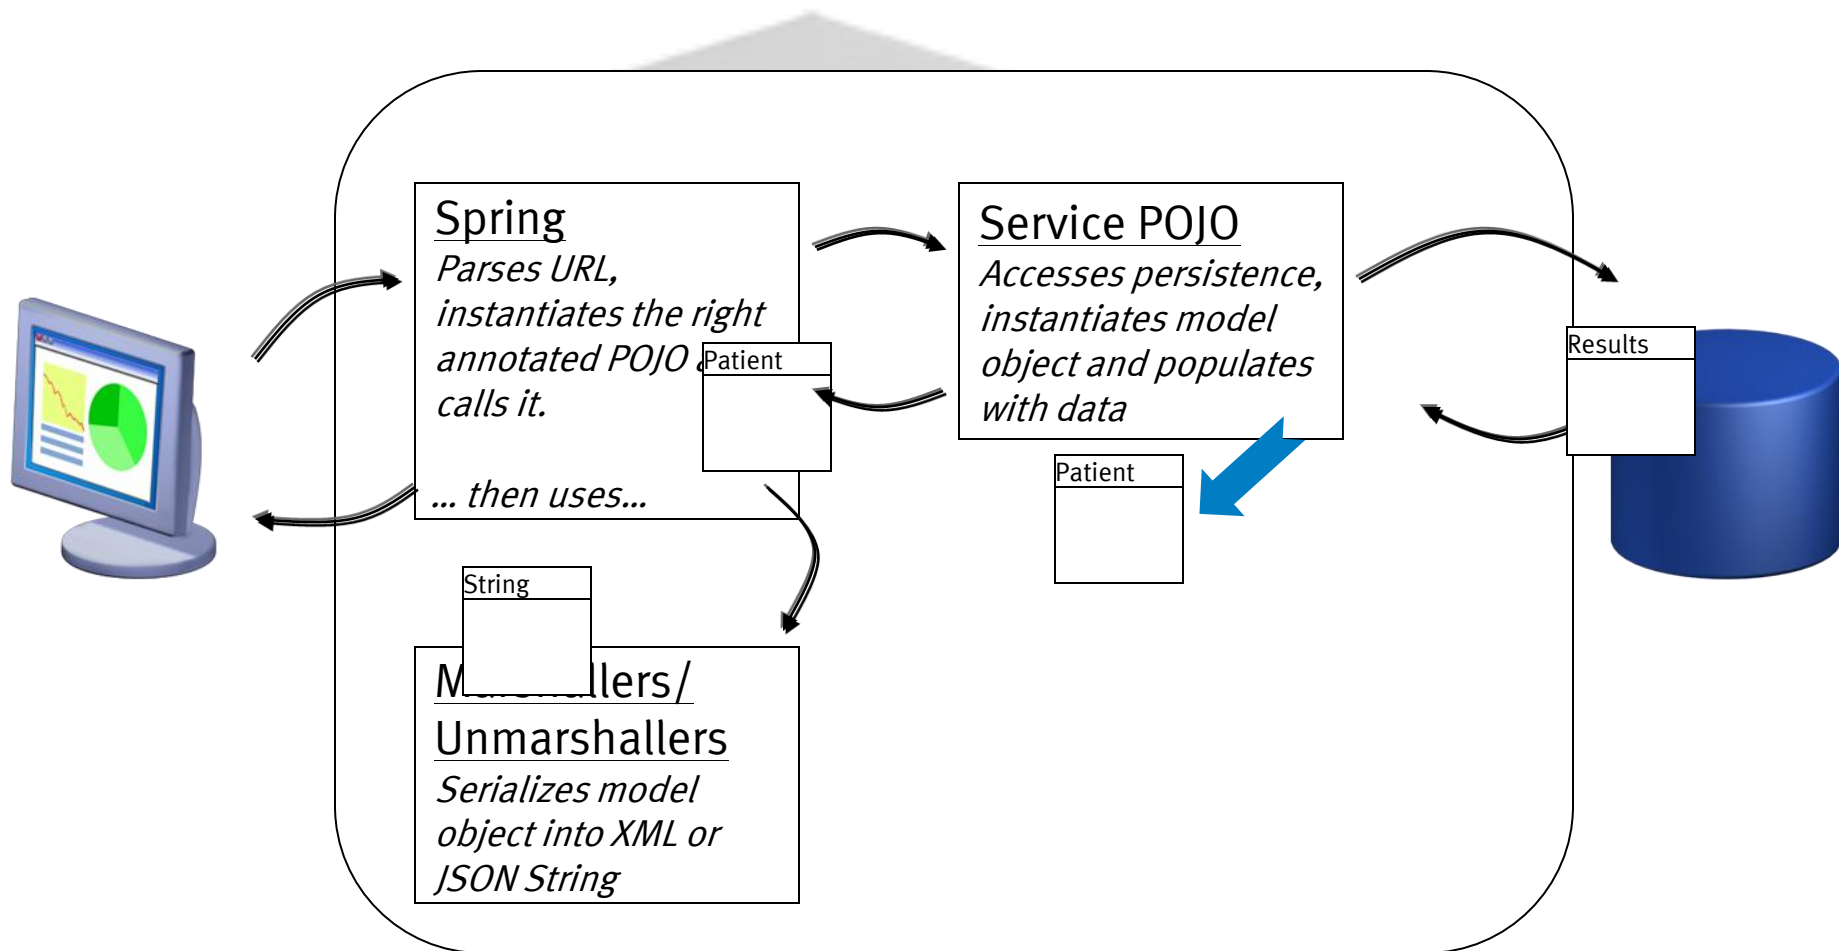 Spring
Parses URL,
instantiates the right
annotated POJO
calls it.
... then uses...
Patient
Service POJO
Accesses persistence,
instantiates model
object and populates
with data
Patient
Results
String
Unmarshallers
Serializes model
object into XML or
JSON String